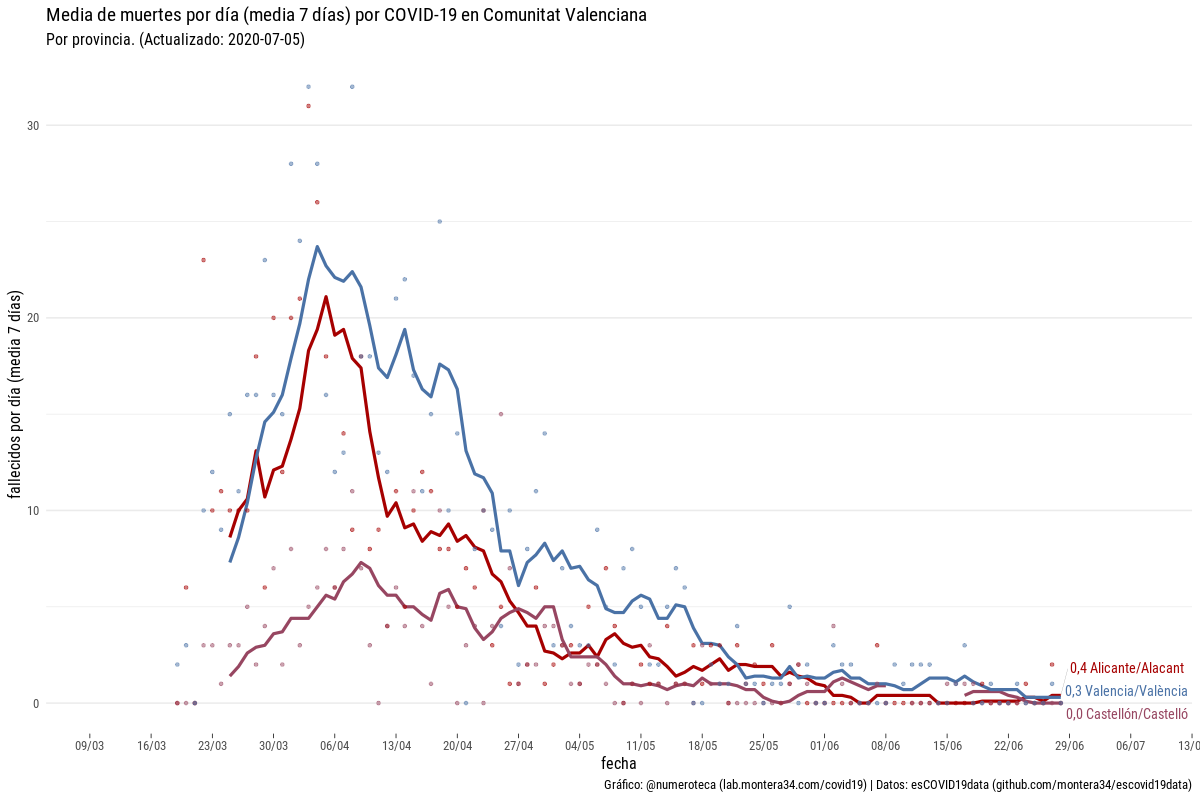 Media de muertes por día (media 7 días) por COVID-19 en Comunitat Valenciana
Por provincia. (Actualizado: 2020-07-05)
fallecidos por día (media 7 días)
30
20
10
0
0,4 Alicante/Alacant
0,3 Valencia/València
0,0 Castellón/Castelló
09/03 16/03 23/03 30/03 06/04 13/04 20/04 27/04 04/05 11/05 18/05 25/05 01/06 08/06 15/06 22/06 29/06 06/07 13/0
fecha
Gráfico: @numeroteca (lab.montera34.com/covid19) | Datos: esCOVID19data (github.com/montera34/escovid19data)